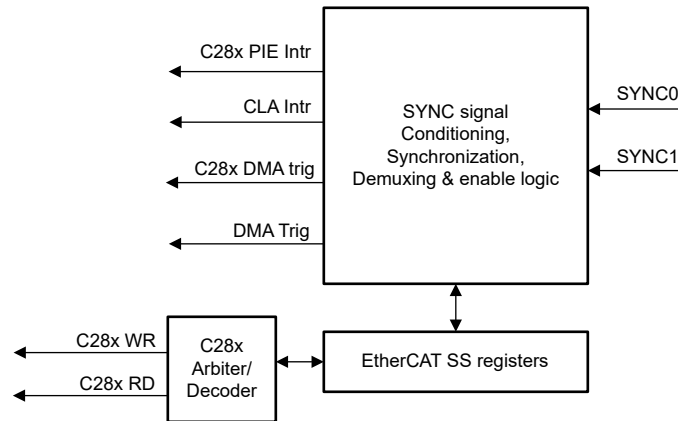 C28x PIE Intr
CLA Intr
C28x DMA trig
DMA Trig
SYNC signal
Conditioning,
Synchronization,
Demuxing & enable logic
SYNC0
SYNC1
C28x WR
C28x RD
C28x
Arbiter/
Decoder
EtherCAT SS registers